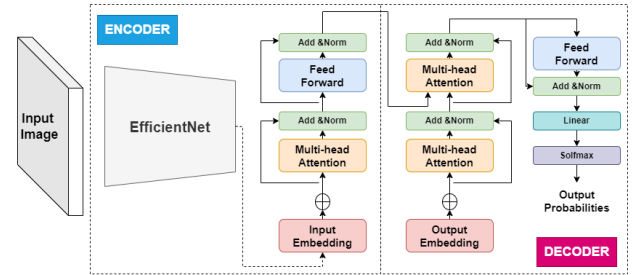 ENCODER
Input
Image
EfficientNet
Add &Norm
Feed
Forward
Add &Norm
Multi-head
Attention
Input
Embedding
Add &Norm
Multi-head
Attention
Add &Norm
Multi-head
Attention
Output
Embedding
Feed
Forward
Add &Norm
Linear
Solfmax
Output
Probabilities
DECODER